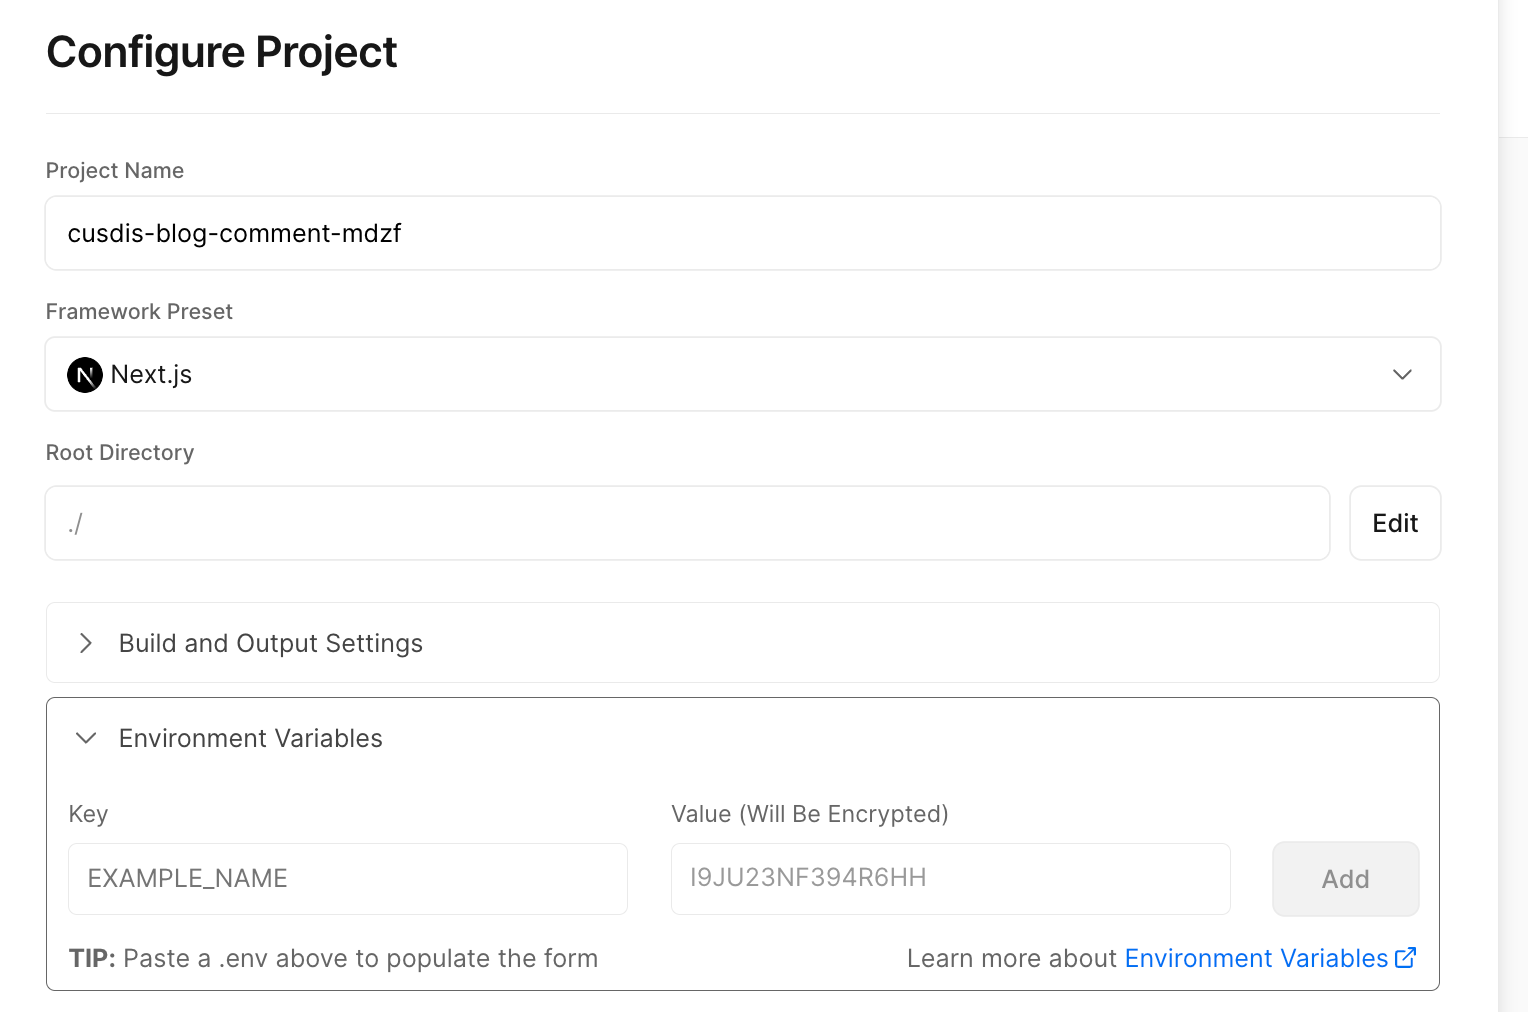 Configure Project
Project Name
cusdis-blog-comment-mdzf
Framework Preset
N Next.js
Root Directory
./
Edit
Build and Output Settings
Environment Variables
Key
Value (Will Be Encrypted)
EXAMPLE_NAME
I9JU23NF394R6HH
Add
TIP: Paste a .env above to populate the form
Learn more about Environment Variables